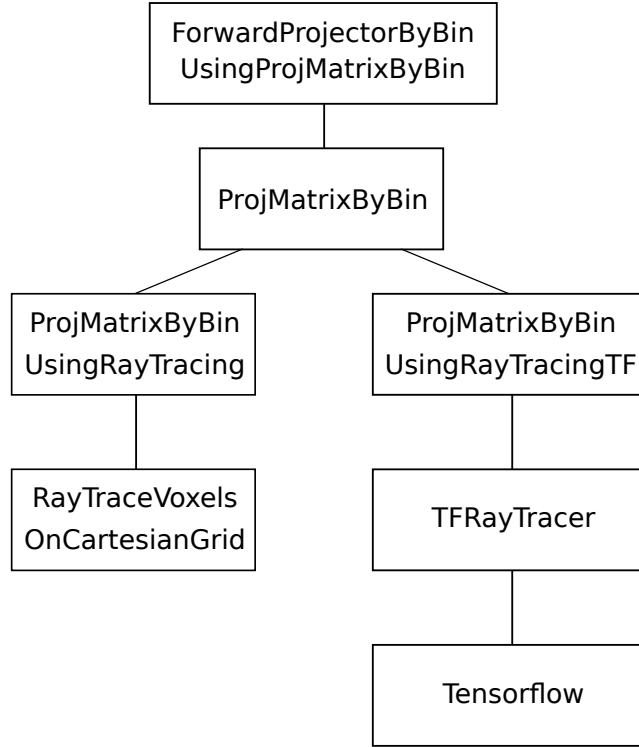 ForwardProjectorByBin
UsingProjMatrixByBin
ProjMatrixByBin
ProjMatrixByBin
UsingRayTracing
ProjMatrixByBin
UsingRayTracingTF
RayTraceVoxels
OnCartesianGrid
TFRayTracer
Tensorflow